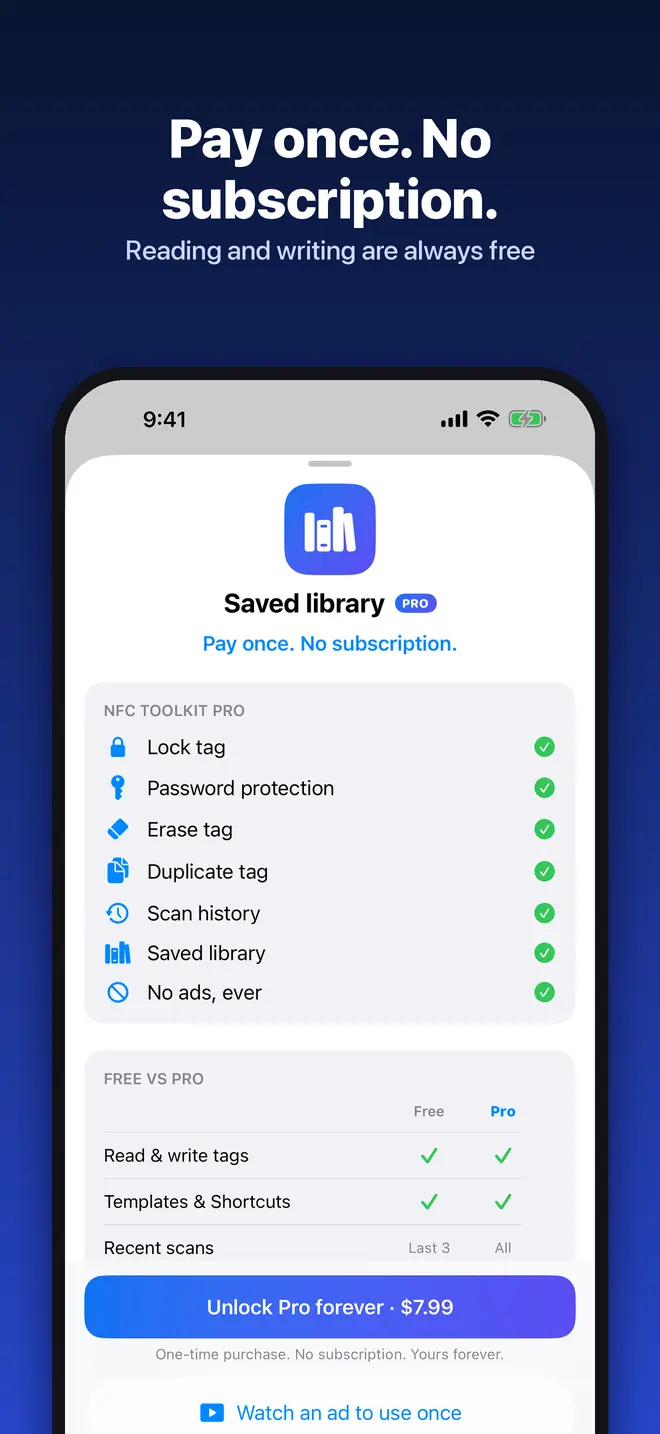 Pay once. No
subscription.
Reading and writing are always free
9:41
Saved library PRO
Pay once. No subscription.
NFC TOOLKIT PRO
Lock tag
Password protection
Erase tag
Duplicate tag
Scan history
Saved library
No ads, ever
FREE VS PRO
Free Pro
Read & write tags
Templates & Shortcuts
Recent scans Last 3 All
Unlock Pro forever · $7.99
One-time purchase. No subscription. Yours forever.
Watch an ad to use once